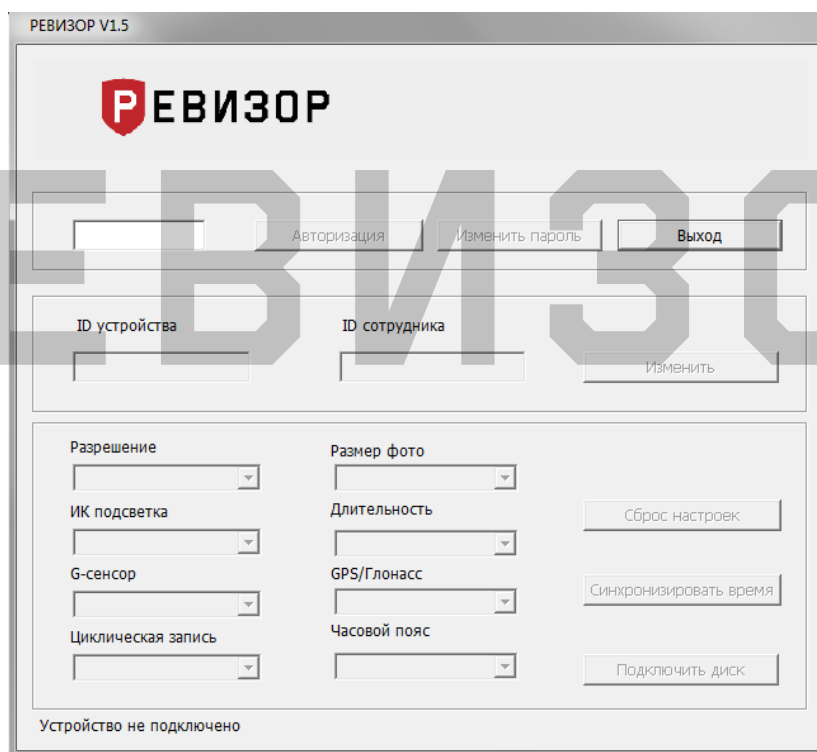 РЕВИЗОР V1.5
РЕВИЗОР
ЕВИЗО
Авторизация Изменить пароль Выход
ID устройства ID сотрудника
Изменить
Разрешение Размер фото
ИК подсветка Длительность Сброс настроек
G-сенсор GPS/Глонасс
Синхронизировать время
Циклическая запись Часовой пояс
Подключить диск
Устройство не подключено